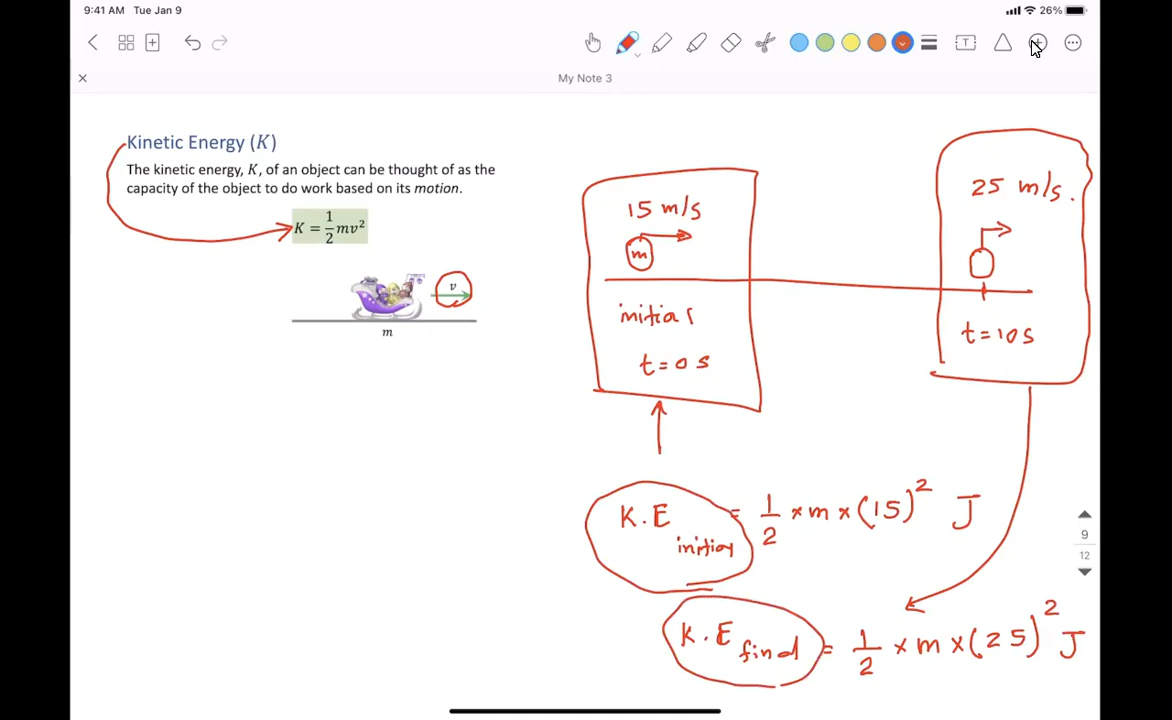 9:41 AM Tue Jan 9
26%
My Note 3
Kinetic Energy (K)
The kinetic energy, K, of an object can be thought of as the
capacity of the object to do work based on its motion.
K = 1/2 mv²
v
m
15 m/s
m
initial
t=0 s
25 m/s.
t=10s
K.E initial = 1/2 × m × (15)² J
K.E final = 1/2 × m × (25)² J
9
12
T